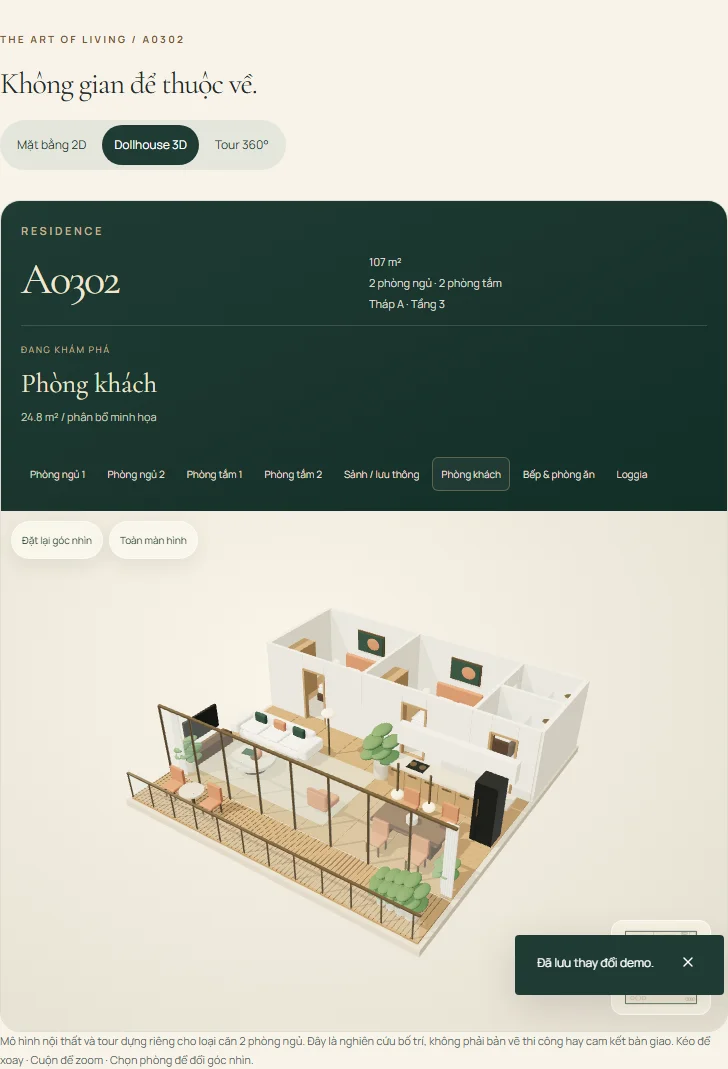 THE ART OF LIVING / A0302
Không gian để thuộc về.
Mặt bằng 2D
Dollhouse 3D
Tour 360°
RESIDENCE
A0302
107 m²
2 phòng ngủ · 2 phòng tắm
Tháp A · Tầng 3
ĐANG KHÁM PHÁ
Phòng khách
24.8 m² / phân bổ minh họa
Phòng ngủ 1
Phòng ngủ 2
Phòng tắm 1
Phòng tắm 2
Sảnh / lưu thông
Phòng khách
Bếp & phòng ăn
Loggia
Đặt lại góc nhìn
Toàn màn hình
Đã lưu thay đổi demo.
Mô hình nội thất và tour dựng riêng cho loại căn 2 phòng ngủ. Đây là nghiên cứu bố trí, không phải bản vẽ thi công hay cam kết bàn giao. Kéo để
xoay · Cuộn để zoom · Chọn phòng để đổi góc nhìn.